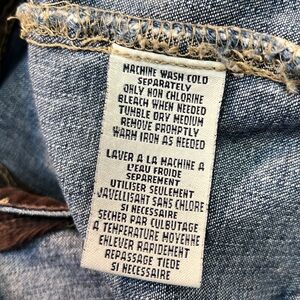 MACHINE WASH COLD
SEPARATELY
ONLY NON CHLORINE
BLEACH WHEN NEEDED
TUMBLE DRY MEDIUM
REMOVE PROMPTLY
WARM IRON AS NEEDED
LAVER A LA MACHINE A
L'EAU FROIDE
SEPAREMENT
UTILISER SEULEMENT
JAVELLISANT SANS CHLORE
SI NECESSAIRE
SECHER PAR CULBUTAGE
A TEMPERATURE MOYENNE
ENLEVER RAPIDEMENT
REPASSAGE TIEDE
SI NECESSAIRE